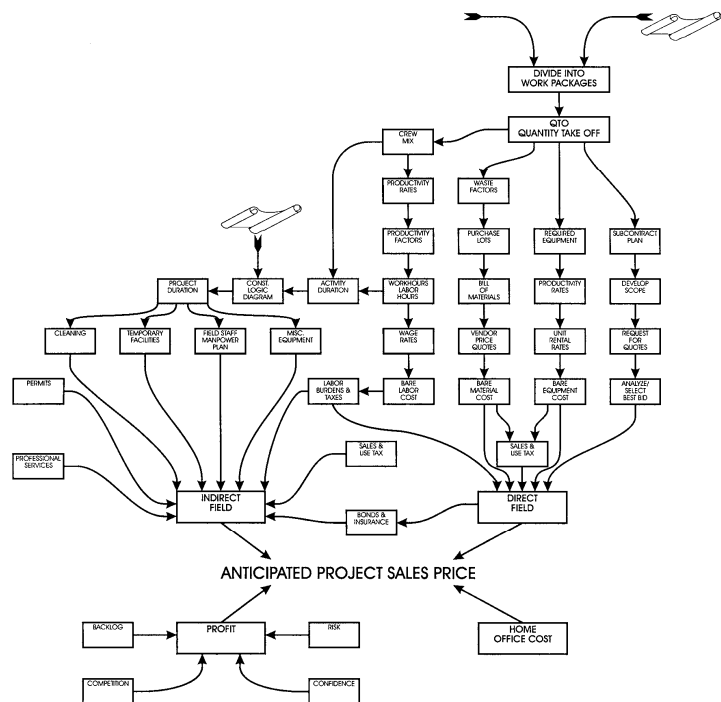 DIVIDE INTO
WORK PACKAGES
QTO
QUANTITY TAKE OFF
CREW
MIX
PRODUCTIVITY
RATES
WASTE
FACTORS
PRODUCTIVITY
FACTORS
PURCHASE
LOTS
REQUIRED
EQUIPMENT
SUBCONTRACT
PLAN
PROJECT
DURATION
CONST.
LOGIC
DIAGRAM
ACTIVITY
DURATION
WORKHOURS
LABOR
HOURS
BILL
OF
MATERIALS
PRODUCTIVITY
RATES
DEVELOP
SCOPE
CLEANING
TEMPORARY
FACILITIES
FIELD STAFF
MANPOWER
PLAN
MISC.
EQUIPMENT
WAGE
RATES
VENDOR
PRICE
QUOTES
UNIT
RENTAL
RATES
REQUEST
FOR
QUOTES
PERMITS
LABOR
BURDENS &
TAXES
BARE
LABOR
COST
BARE
MATERIAL
COST
BARE
EQUIPMENT
COST
ANALYZE/
SELECT
BEST BID
PROFESSIONAL
SERVICES
SALES &
USE TAX
SALES &
USE TAX
INDIRECT
FIELD
BONDS &
INSURANCE
DIRECT
FIELD
ANTICIPATED PROJECT SALES PRICE
BACKLOG
PROFIT
RISK
HOME
OFFICE COST
COMPETITION
CONFIDENCE